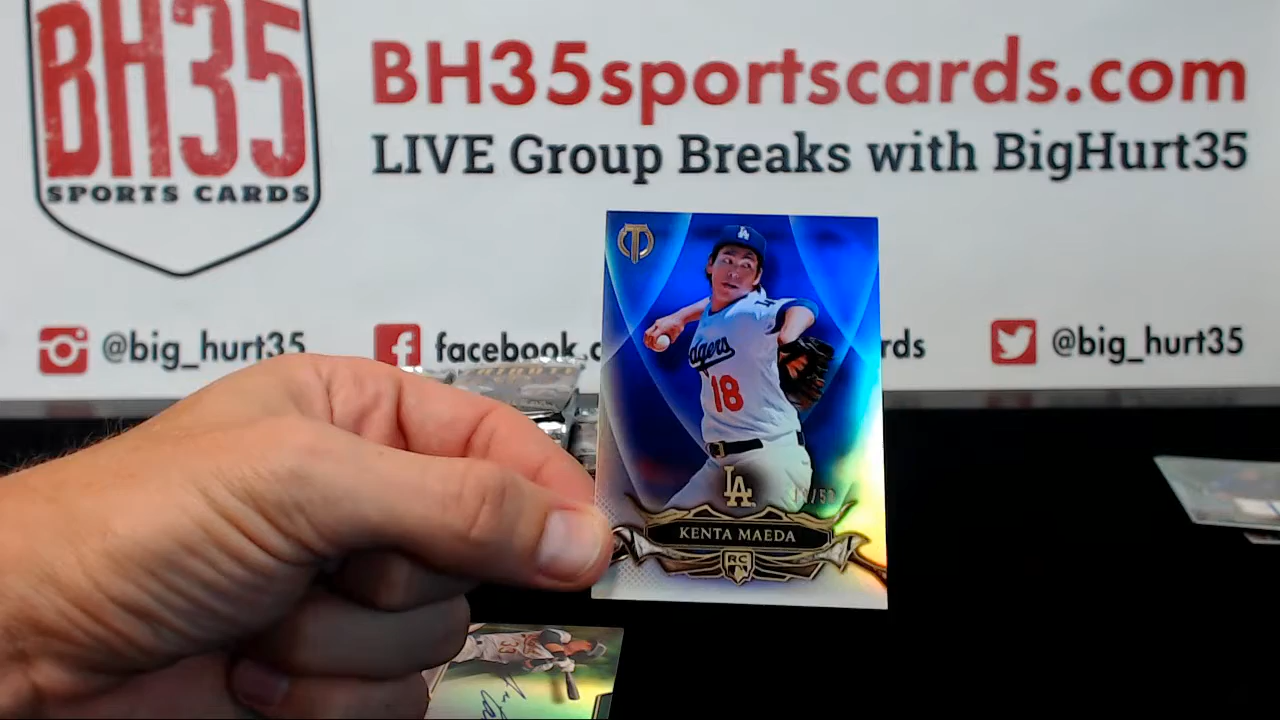 BH35
SPORTS CARDS
BH35sportscards.com
LIVE Group Breaks with BigHurt35
@big_hurt35
facebook.c
rds
@big_hurt35
LA
Dodgers
18
LA
KENTA MAEDA
RC
33